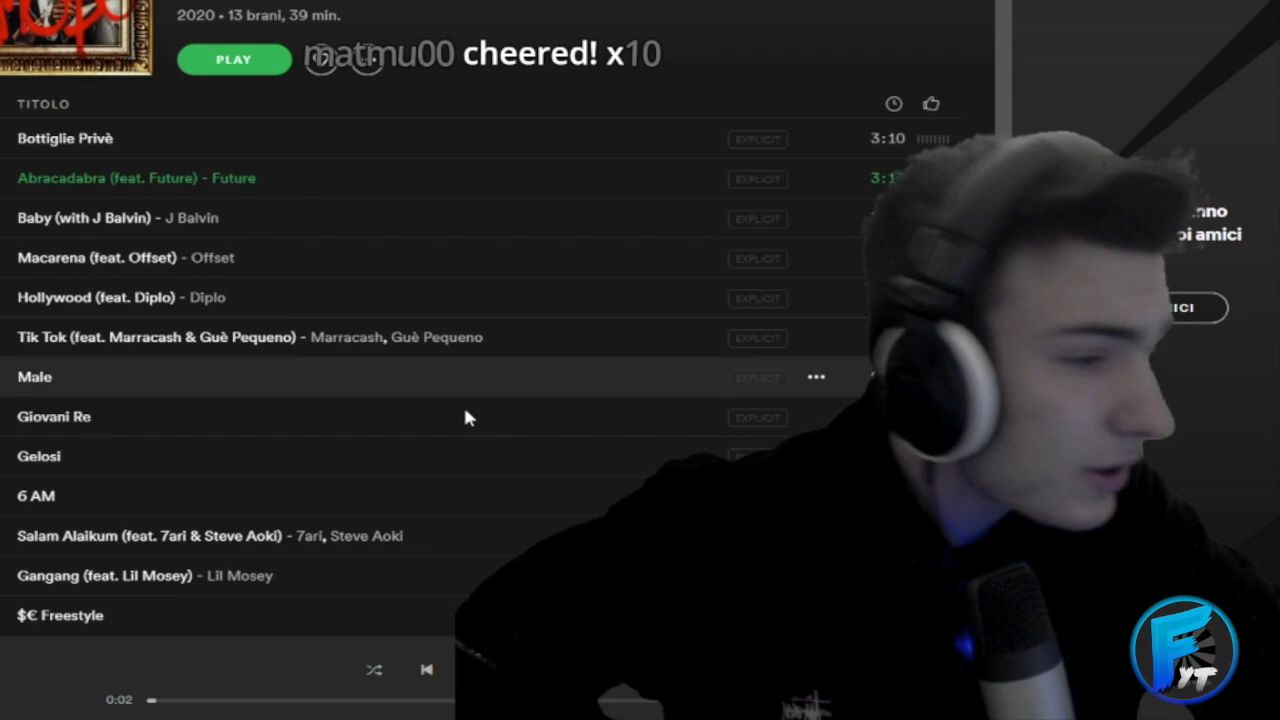 2020 • 13 brani, 39 min.
PLAY
matmu00 cheered! x10
TITOLO
Bottiglie Privè EXPLICIT 3:10
Abracadabra (feat. Future) - Future EXPLICIT
Baby (with J Balvin) - J Balvin EXPLICIT
Macarena (feat. Offset) - Offset EXPLICIT
Hollywood (feat. Diplo) - Diplo EXPLICIT
Tik Tok (feat. Marracash & Guè Pequeno) - Marracash, Guè Pequeno EXPLICIT
Male EXPLICIT
Giovani Re EXPLICIT
Gelosi
6 AM
Salam Alaikum (feat. 7ari & Steve Aoki) - 7ari, Steve Aoki
Gangang (feat. Lil Mosey) - Lil Mosey
$€ Freestyle
0:02
amici
F YT